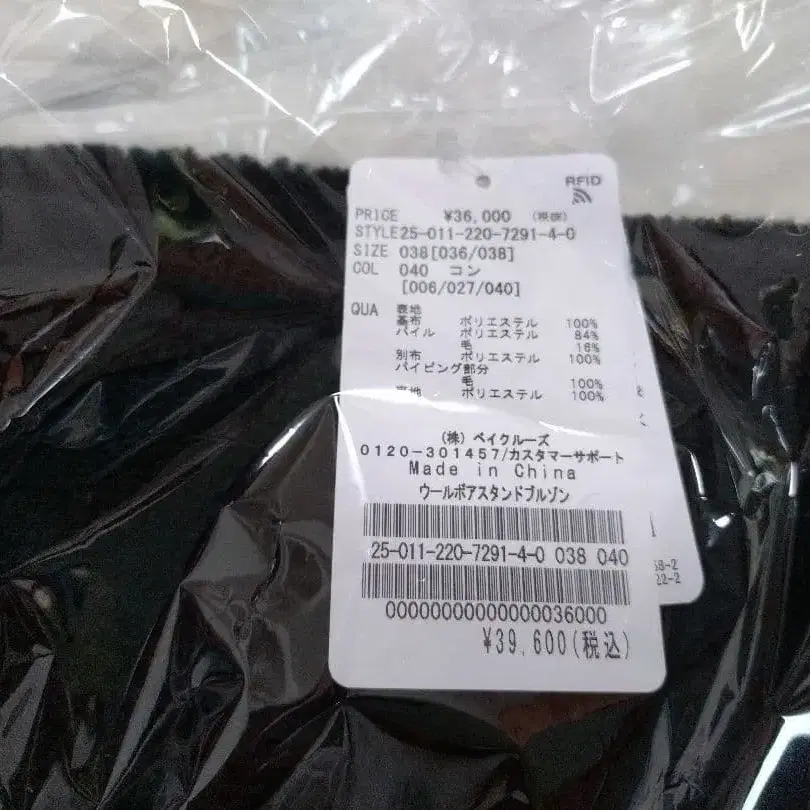 RFID
PRICE ¥36,000 (税抜)
STYLE25-011-220-7291-4-0
SIZE 038[036/038]
COL 040 コン
[006/027/040]
QUA 表地
基布 ポリエステル 100%
パイル ポリエステル 84%
毛 16%
別布 ポリエステル 100%
パイピング部分
毛 100%
裏地 ポリエステル 100%
(株) ベイクルーズ
0120-301457/カスタマーサポート
Made in China
ウールボアスタンドブルゾン
25-011-220-7291-4-0 038 040
00000000000000036000
¥39,600(税込)
22-2